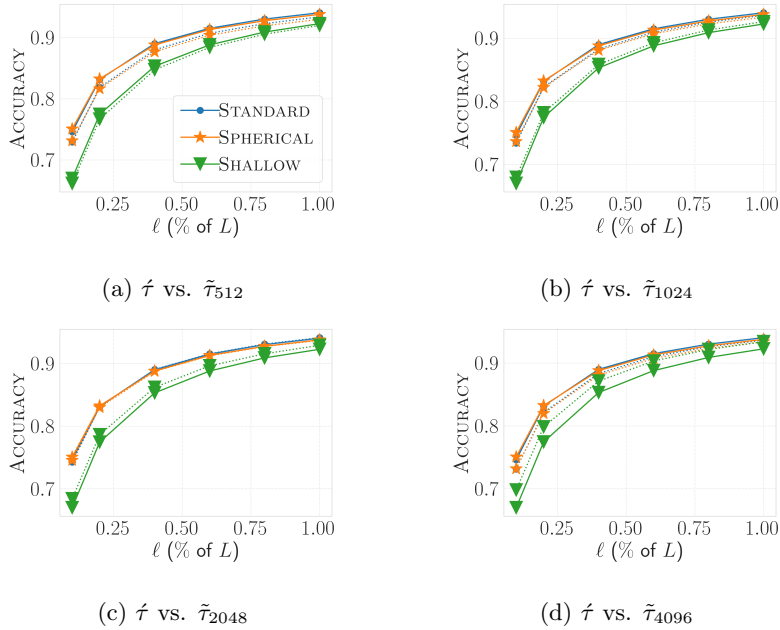 0.9
0.8
0.7
ACCURACY
STANDARD
SPHERICAL
SHALLOW
0.25 0.50 0.75 1.00
ℓ (% of L)
(a) τ́ vs. τ̃512
0.9
0.8
0.7
ACCURACY
0.25 0.50 0.75 1.00
ℓ (% of L)
(b) τ́ vs. τ̃1024
0.9
0.8
0.7
ACCURACY
0.25 0.50 0.75 1.00
ℓ (% of L)
(c) τ́ vs. τ̃2048
0.9
0.8
0.7
ACCURACY
0.25 0.50 0.75 1.00
ℓ (% of L)
(d) τ́ vs. τ̃4096